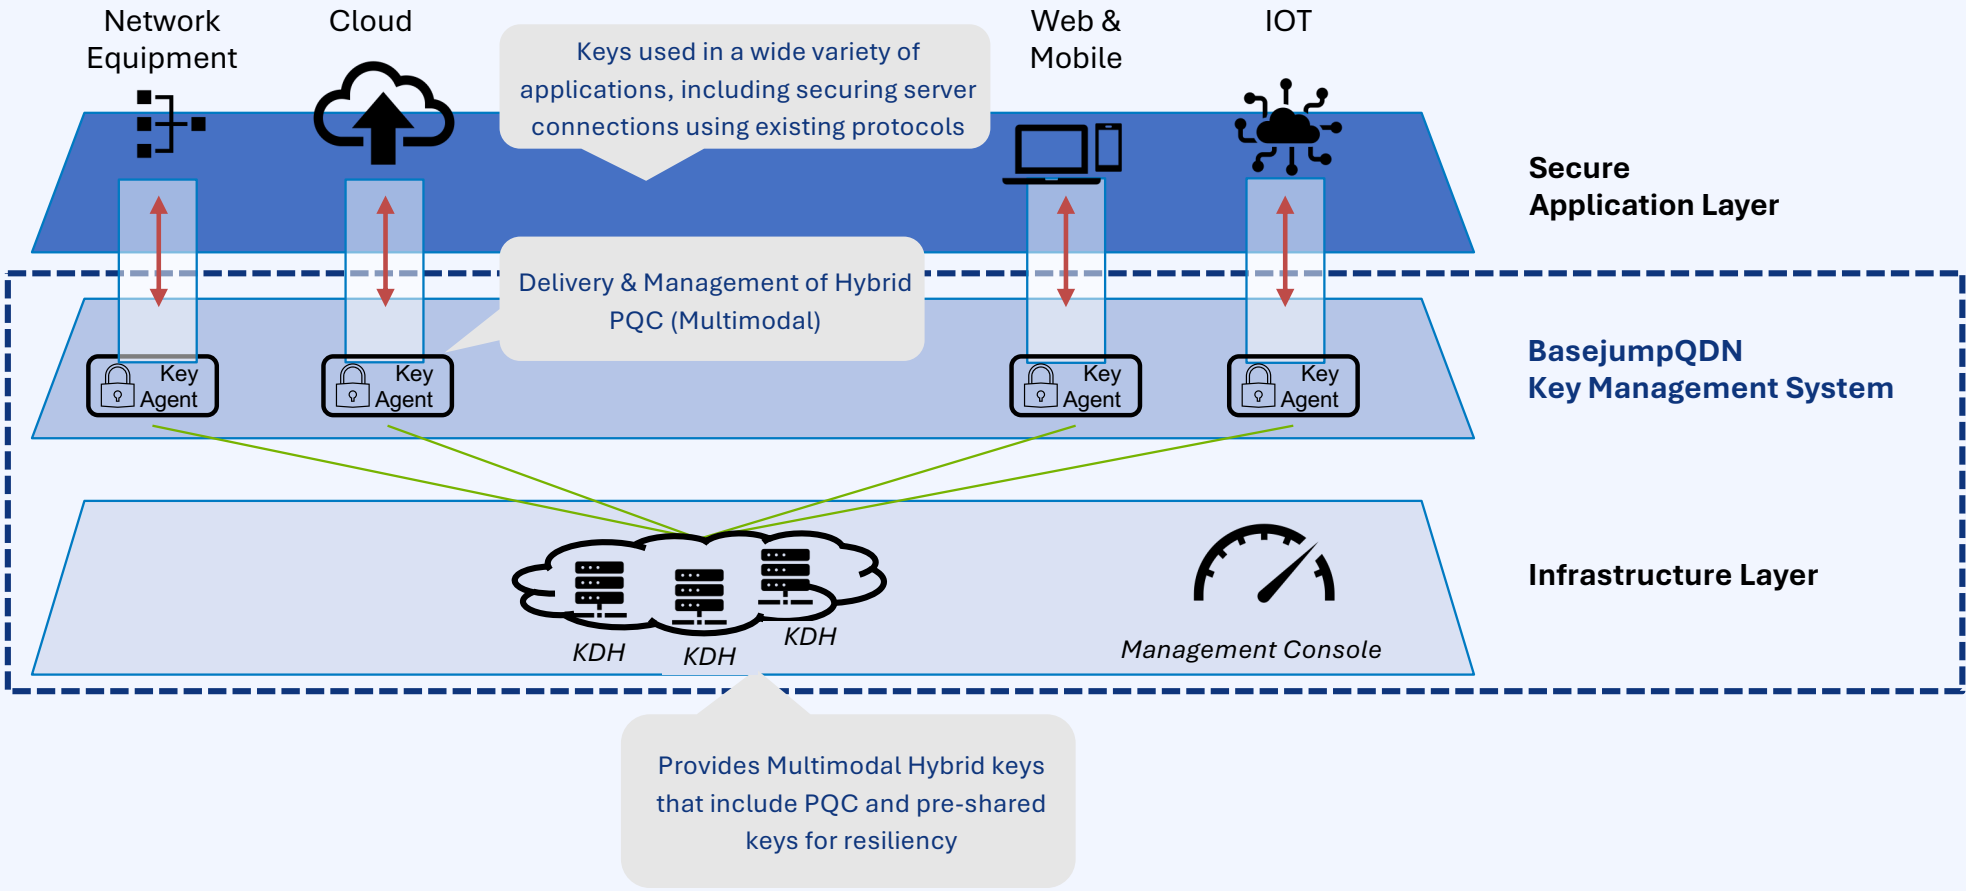 Network
Equipment
Cloud
Keys used in a wide variety of
applications, including securing server
connections using existing protocols
Web &
Mobile
IOT
Secure
Application Layer
Delivery & Management of Hybrid
PQC (Multimodal)
BasejumpQDN
Key Management System
Key
Agent
Key
Agent
Key
Agent
Key
Agent
Infrastructure Layer
KDH
KDH
KDH
Management Console
Provides Multimodal Hybrid keys
that include PQC and pre-shared
keys for resiliency